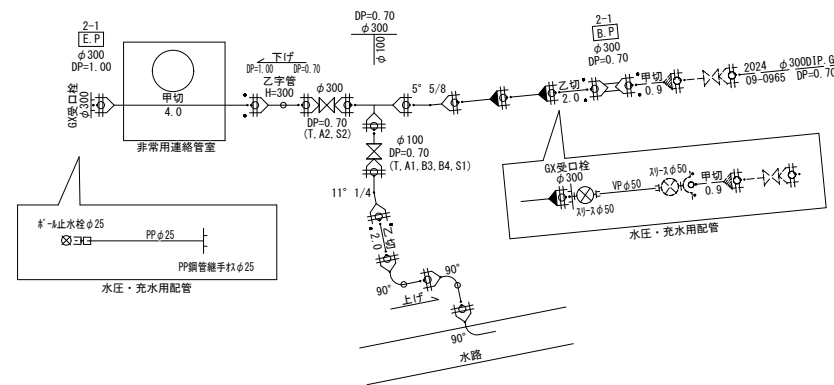 2-1
E.P
φ300
DP=1.00
GX受口栓
φ300
甲切
4.0
非常用連絡管室
下げ
DP=1.00 DP=0.70
乙字管
H=300
φ300
DP=0.70
(T, A2, S2)
DP=0.70
φ300
φ100
5° 5/8
φ100
DP=0.70
(T, A1, B3, B4, S1)
11° 1/4
乙切
2.0
90°
上げ
90°
90°
水路
2-1
B.P
φ300
DP=0.70
乙切
2.0
甲切
0.9
2024 φ300DIP.G
09-0965 DP=0.70
GX受口栓
φ300
スリースφ50
VPφ50
スリースφ50
甲切
0.9
水圧・充水用配管
ボール止水栓φ25
PPφ25
PP鋼管継手オスφ25
水圧・充水用配管